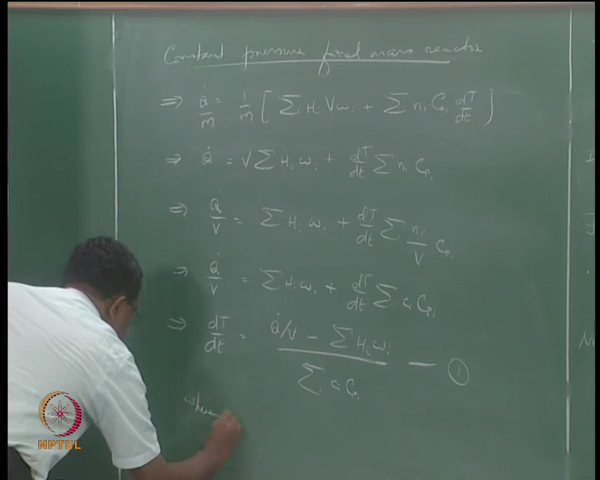 Constant pressure fixed mass reactor
⇒ Q̇/m = 1/m [ Σ Hᵢ V ωᵢ + Σ nᵢ Cpᵢ dT/dt ]
⇒ Q̇ = V Σ Hᵢ ωᵢ + dT/dt Σ nᵢ Cpᵢ
⇒ Q̇/V = Σ Hᵢ ωᵢ + dT/dt Σ nᵢ/V Cpᵢ
⇒ Q̇/V = Σ Hᵢ ωᵢ + dT/dt Σ cᵢ Cpᵢ
⇒ dT/dt = (Q̇/V − Σ Hᵢ ωᵢ) / (Σ cᵢ Cpᵢ) — ①
where
NPTEL